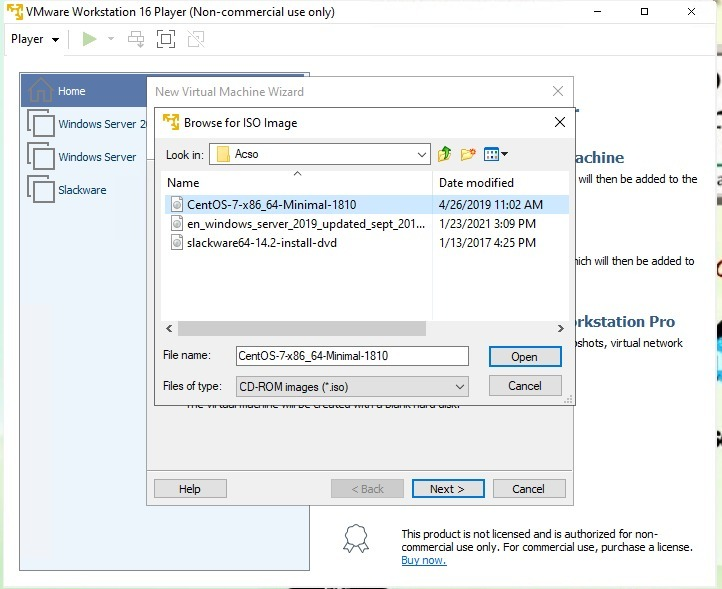 VMware Workstation 16 Player (Non-commercial use only)
Player
Home
Windows Server 2
Windows Server
Slackware
New Virtual Machine Wizard
Browse for ISO Image
Look in: Acso
Name Date modified
CentOS-7-x86_64-Minimal-1810 4/26/2019 11:02 AM
en_windows_server_2019_updated_sept_201... 1/23/2021 3:09 PM
slackware64-14.2-install-dvd 1/13/2017 4:25 PM
File name: CentOS-7-x86_64-Minimal-1810 Open
Files of type: CD-ROM images (*.iso) Cancel
The virtual machine will be created with a blank hard disk.
Help < Back Next > Cancel
achine
will then be added to the
ich will then be added to
rkstation Pro
shots, virtual network
This product is not licensed and is authorized for non-
commercial use only. For commercial use, purchase a license.
Buy now.